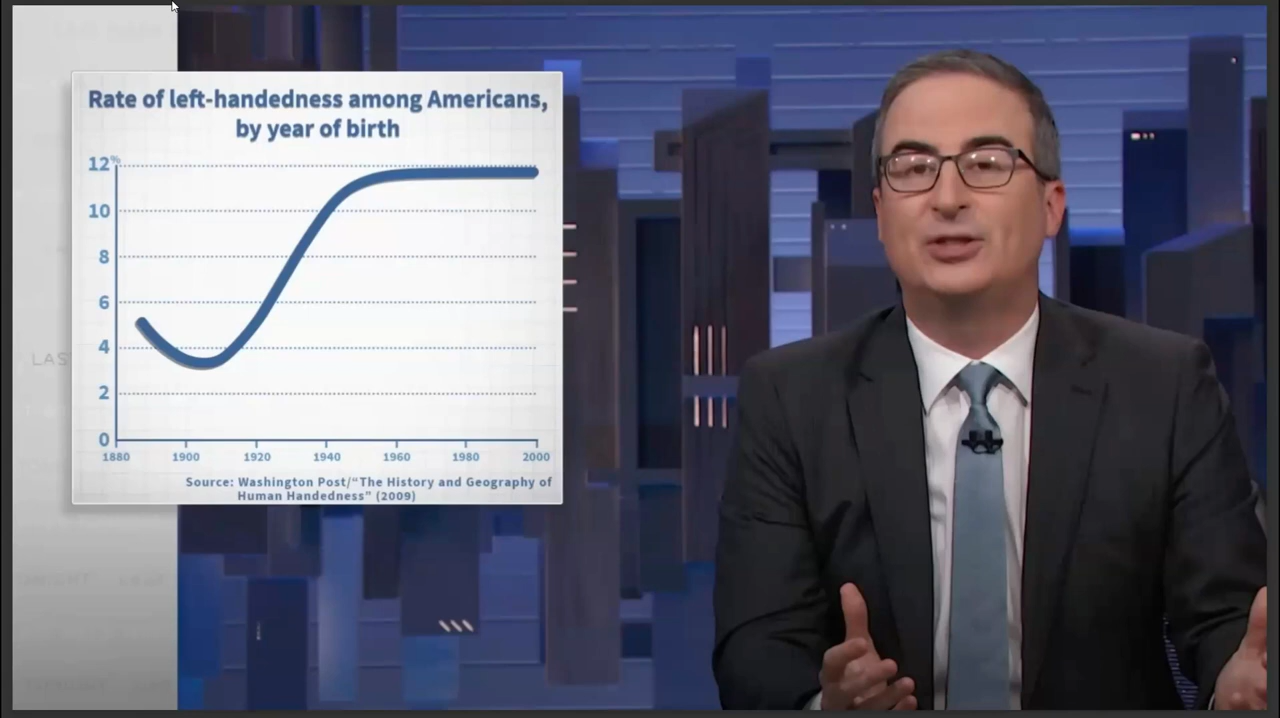 Rate of left-handedness among Americans,
by year of birth
12%
10
8
6
4
2
0
1880 1900 1920 1940 1960 1980 2000
Source: Washington Post/“The History and Geography of
Human Handedness” (2009)
LAS